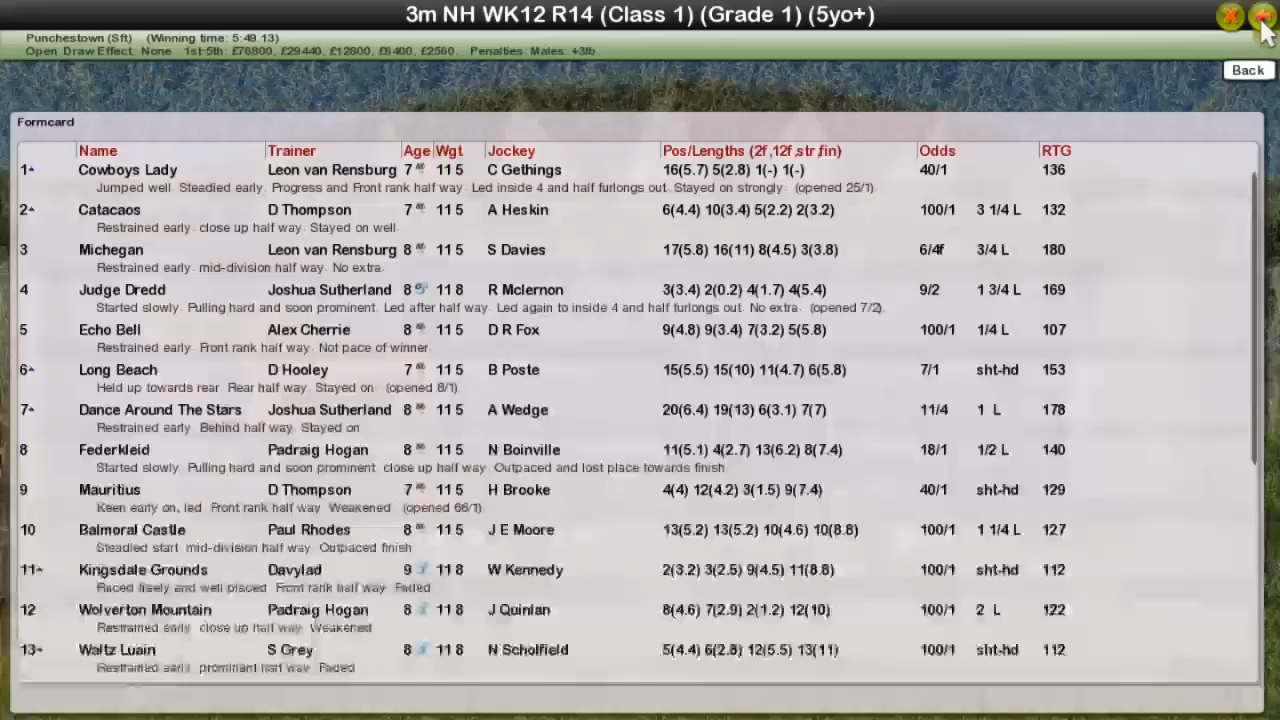 3m NH WK12 R14 (Class 1) (Grade 1) (5yo+)
Punchestown (Sft) (Winning time: 5:49.13)
Open Draw Effect: None 1st-5th: £76800, £29440, £12800, £6400, £2560. Penalties: Males: +3lb.
Back
Formcard
Name Trainer Age Wgt Jockey Pos/Lengths (2f,12f,str,fin) Odds RTG
1 Cowboys Lady Leon van Rensburg 7 11 5 C Gethings 16(5.7) 5(2.8) 1(-) 1(-) 40/1 136
Jumped well Steadied early. Progress and Front rank half way. Led inside 4 and half furlongs out. Stayed on strongly. (opened 25/1)
2 Catacaos D Thompson 7 11 5 A Heskin 6(4.4) 10(3.4) 5(2.2) 2(3.2) 100/1 3 1/4 L 132
Restrained early. close up half way. Stayed on well.
3 Michegan Leon van Rensburg 8 11 5 S Davies 17(5.8) 16(11) 8(4.5) 3(3.8) 6/4f 3/4 L 180
Restrained early. mid-division half way. No extra.
4 Judge Dredd Joshua Sutherland 8 11 8 R Mclernon 3(3.4) 2(0.2) 4(1.7) 4(5.4) 9/2 1 3/4 L 169
Started slowly. Pulling hard and soon prominent. Led after half way. Led again to inside 4 and half furlongs out. No extra. (opened 7/2)
5 Echo Bell Alex Cherrie 8 11 5 D R Fox 9(4.8) 9(3.4) 7(3.2) 5(5.8) 100/1 1/4 L 107
Restrained early. Front rank half way. Not pace of winner.
6 Long Beach D Hooley 7 11 5 B Poste 15(5.5) 15(10) 11(4.7) 6(5.8) 7/1 sht-hd 153
Held up towards rear. Rear half way. Stayed on (opened 8/1)
7 Dance Around The Stars Joshua Sutherland 8 11 5 A Wedge 20(6.4) 19(13) 6(3.1) 7(7) 11/4 1 L 178
Restrained early. Behind half way. Stayed on
8 Federkleid Padraig Hogan 8 11 5 N Boinville 11(5.1) 4(2.7) 13(6.2) 8(7.4) 18/1 1/2 L 140
Started slowly. Pulling hard and soon prominent. close up half way. Outpaced and lost place towards finish
9 Mauritius D Thompson 7 11 5 H Brooke 4(4) 12(4.2) 3(1.5) 9(7.4) 40/1 sht-hd 129
Keen early on, led. Front rank half way. Weakened (opened 66/1)
10 Balmoral Castle Paul Rhodes 8 11 5 J E Moore 13(5.2) 13(5.2) 10(4.6) 10(8.8) 100/1 1 1/4 L 127
Steadied start. mid-division half way. Outpaced finish
11 Kingsdale Grounds Davylad 9 11 8 W Kennedy 2(3.2) 3(2.5) 9(4.5) 11(8.8) 100/1 sht-hd 112
Raced freely and well placed. Front rank half way. Faded
12 Wolverton Mountain Padraig Hogan 8 11 8 J Quinlan 8(4.6) 7(2.9) 2(1.2) 12(10) 100/1 2 L 122
Restrained early. close up half way. Weakened
13 Waltz Luain S Grey 8 11 8 N Scholfield 5(4.4) 6(2.8) 12(5.5) 13(11) 100/1 sht-hd 112
Restrained early. prominent half way. Faded